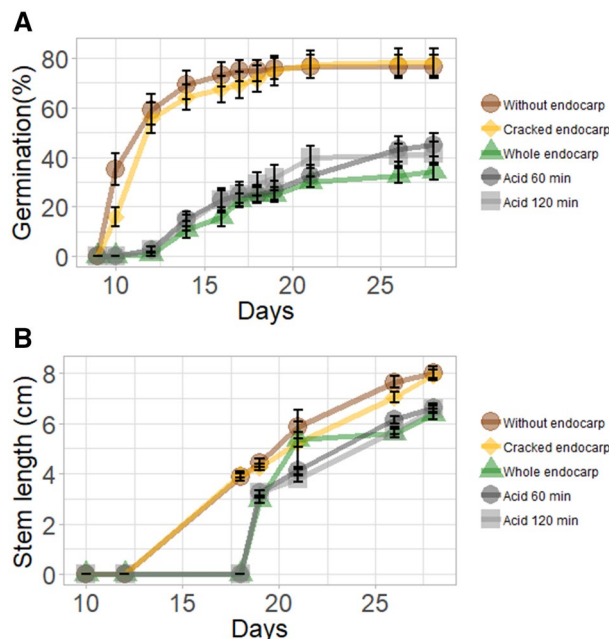 A
Germination(%)
80
60
40
20
0
10
15
20
25
Days
Without endocarp
Cracked endocarp
Whole endocarp
Acid 60 min
Acid 120 min
B
Stem length (cm)
8
6
4
2
0
10
15
20
25
Days
Without endocarp
Cracked endocarp
Whole endocarp
Acid 60 min
Acid 120 min